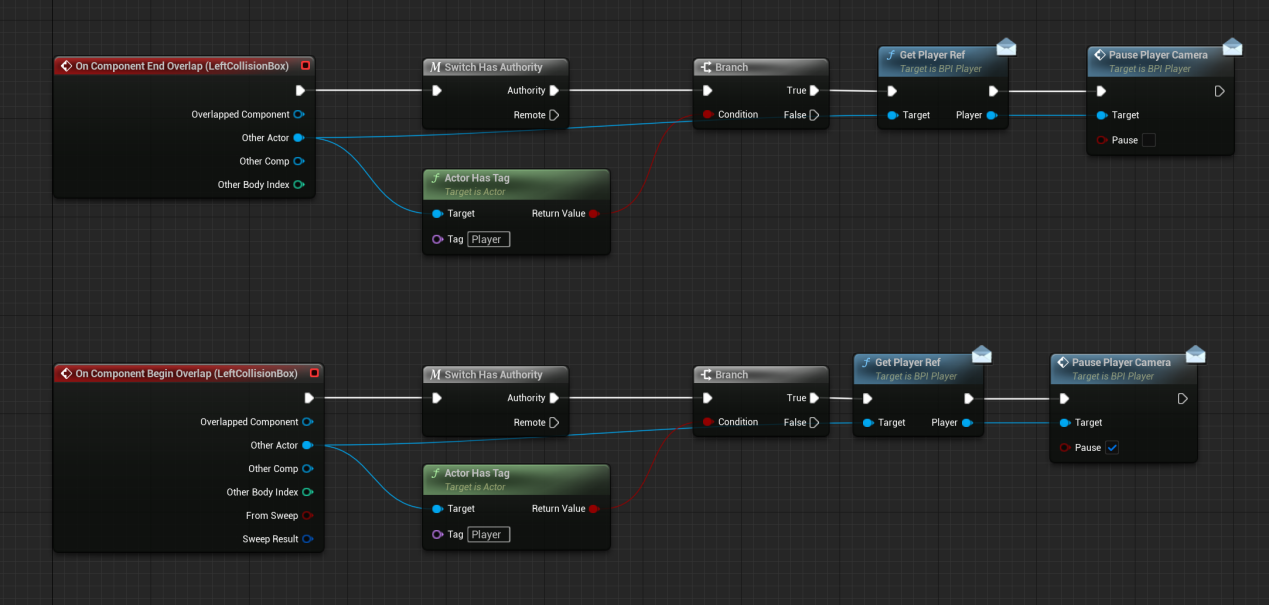 On Component End Overlap (LeftCollisionBox)
Overlapped Component
Other Actor
Other Comp
Other Body Index
Switch Has Authority
Authority
Remote
Actor Has Tag
Target is Actor
Target
Return Value
Tag
Player
Branch
True
Condition
False
Get Player Ref
Target is BPI Player
Target
Player
Pause Player Camera
Target is BPI Player
Target
Pause
On Component Begin Overlap (LeftCollisionBox)
Overlapped Component
Other Actor
Other Comp
Other Body Index
From Sweep
Sweep Result
Switch Has Authority
Authority
Remote
Actor Has Tag
Target is Actor
Target
Return Value
Tag
Player
Branch
True
Condition
False
Get Player Ref
Target is BPI Player
Target
Player
Pause Player Camera
Target is BPI Player
Target
Pause